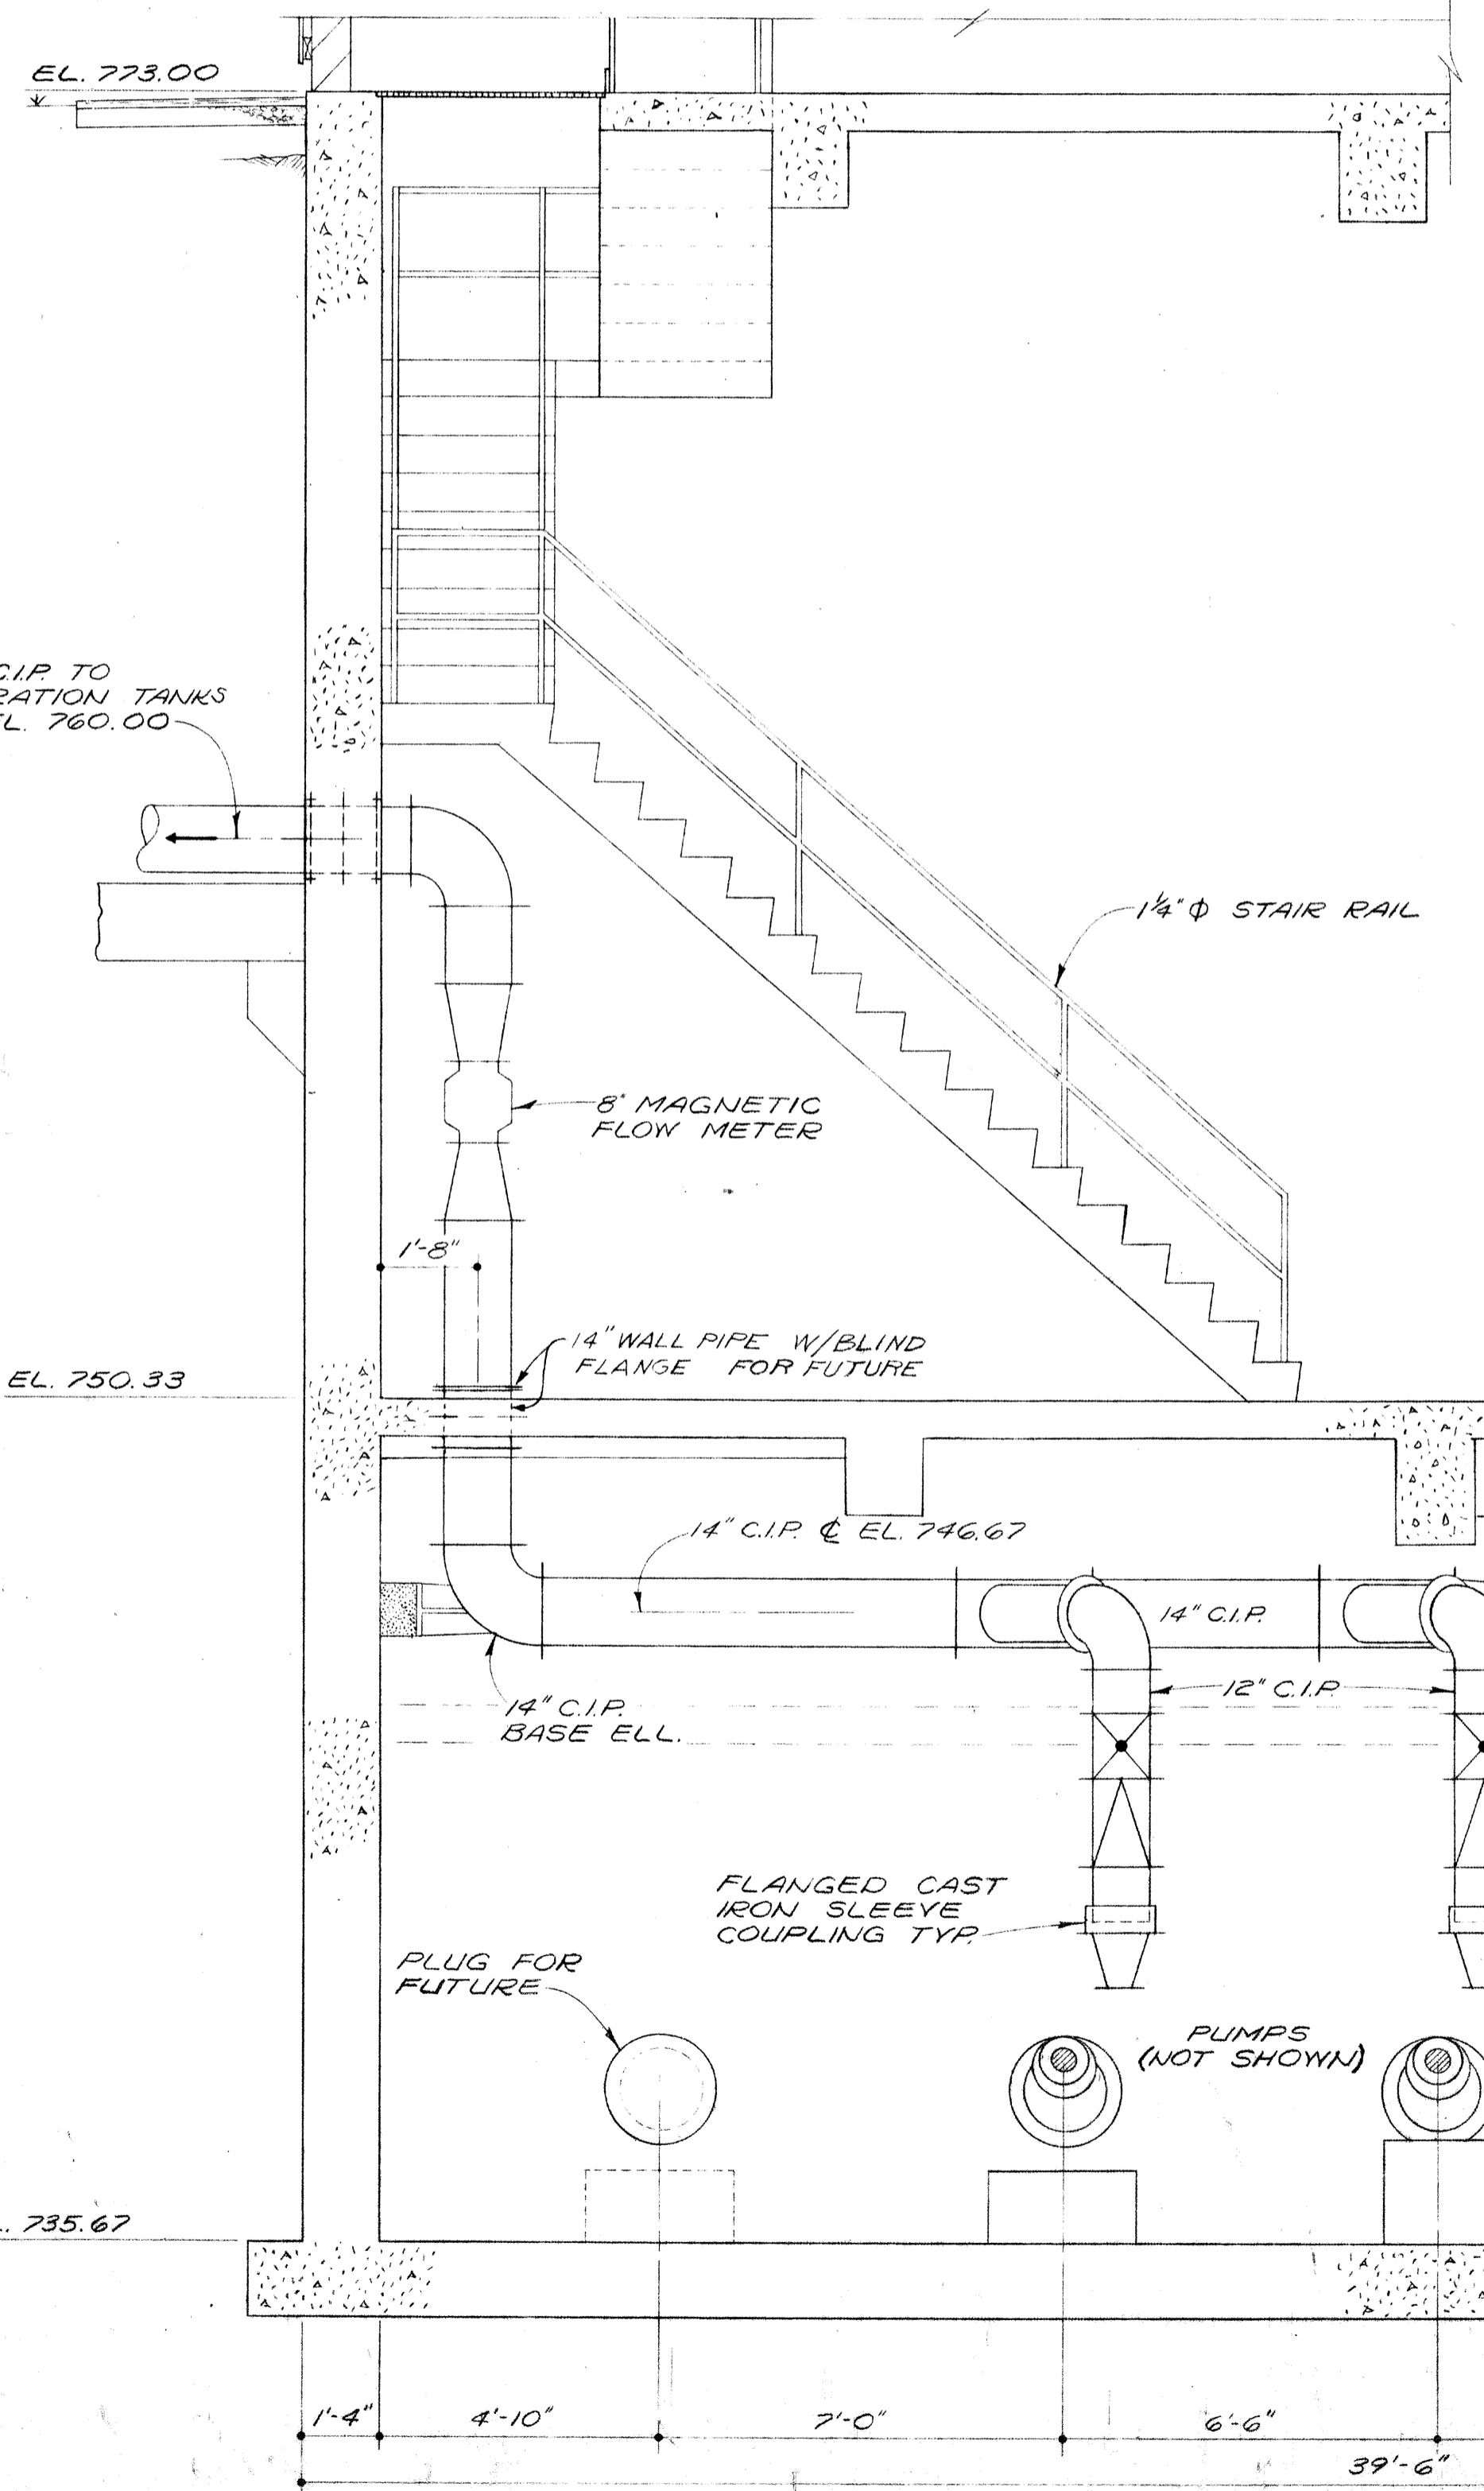 EL. 773.00
C.I.P. TO
TANKS
760.00
1¼"ϕ STAIR RAIL
8" MAGNETIC
FLOW METER
1'-8"
14" WALL PIPE W/BLIND
FLANGE FOR FUTURE
EL. 750.33
14" C.I.P. ℄ EL. 746.67
14" C.I.P.
12" C.I.P.
14" C.I.P.
BASE ELL.
FLANGED CAST
IRON SLEEVE
COUPLING TYP.
PLUG FOR
FUTURE
PUMPS
(NOT SHOWN)
735.67
1'-4"
4'-10"
7'-0"
6'-6"
39'-6"